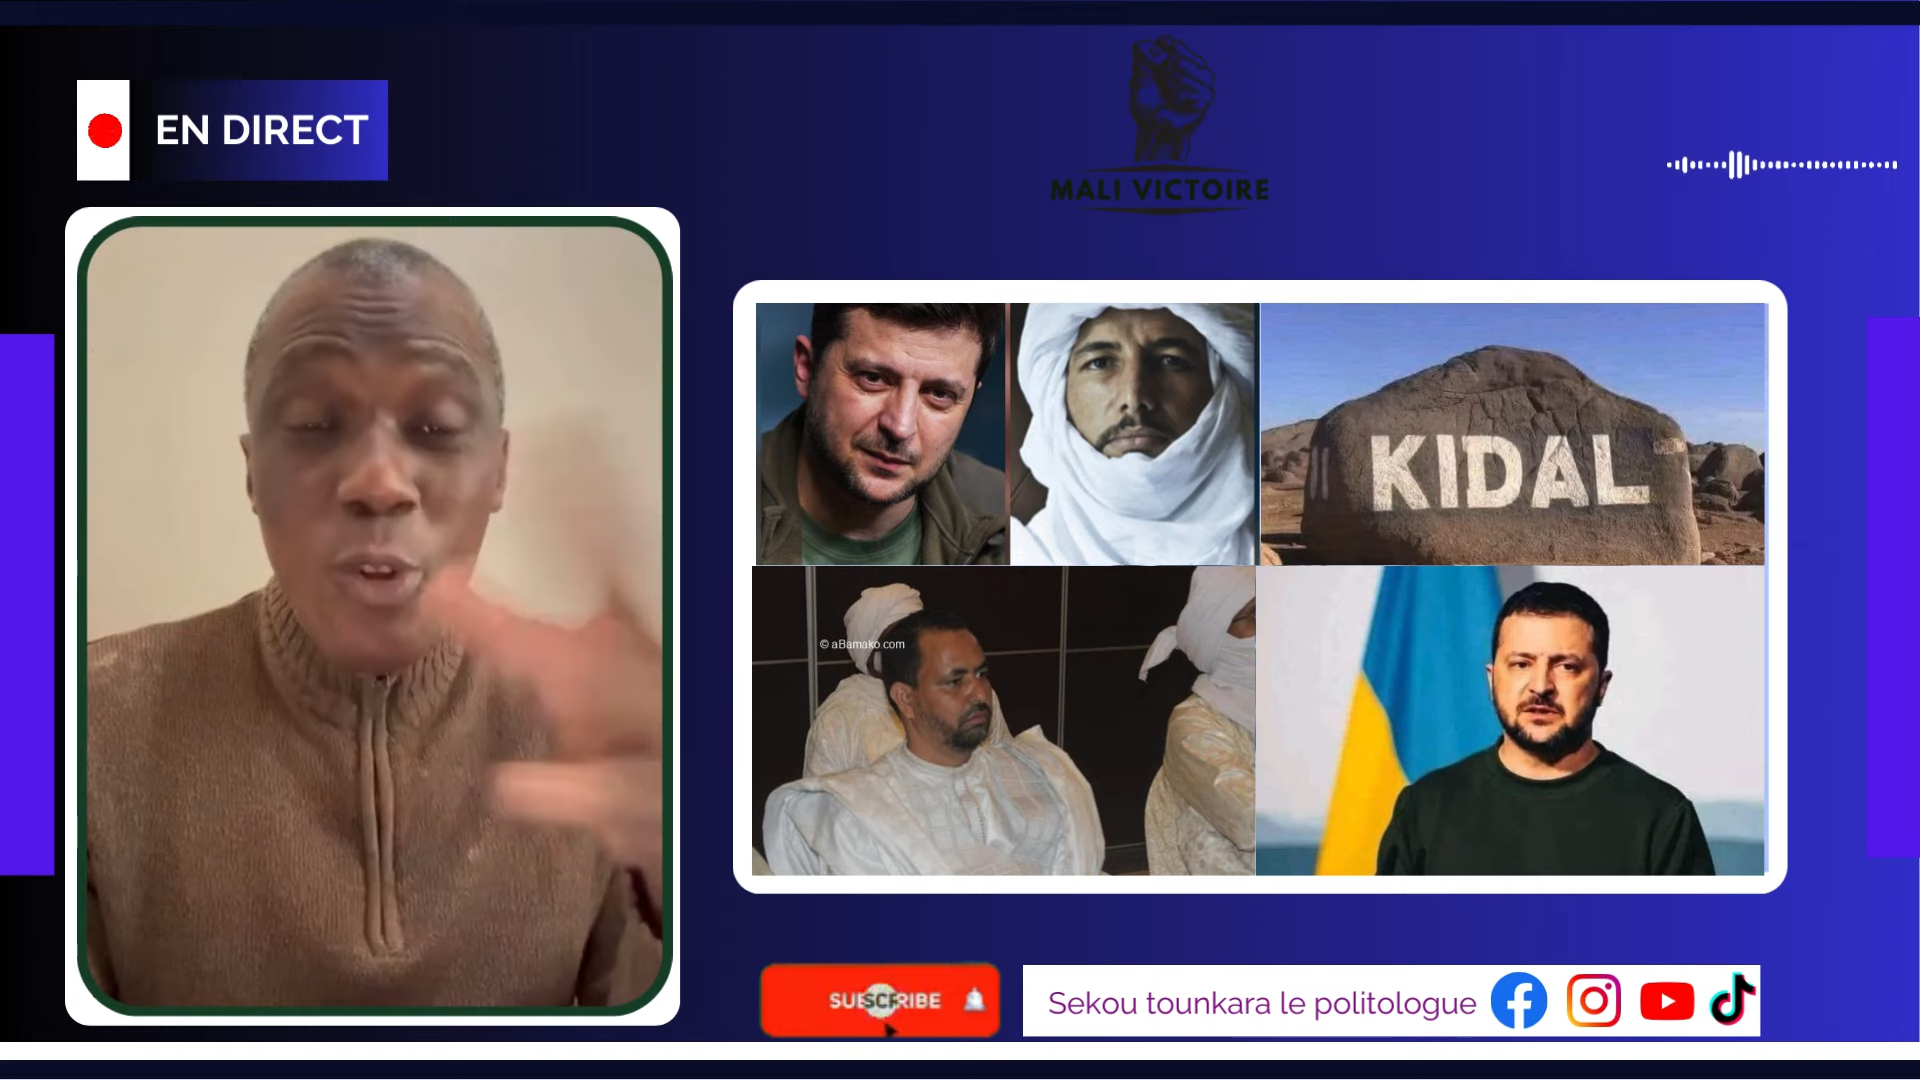 EN DIRECT
MALI VICTOIRE
KIDAL
© aBamako.com
SUBSCRIBE
Sekou tounkara le politologue